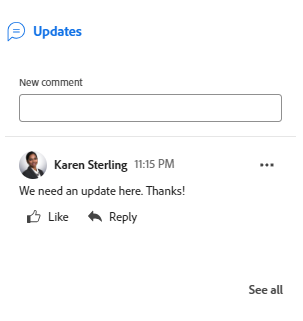 Updates
New comment
Karen Sterling 11:15 PM
We need an update here. Thanks!
Like Reply
See all